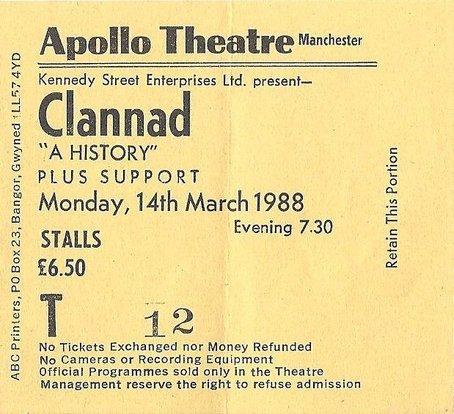 Apollo Theatre Manchester
Kennedy Street Enterprises Ltd. present—
Clannad
"A HISTORY"
PLUS SUPPORT
Monday, 14th March 1988
Evening 7.30
STALLS
£6.50
T 12
No Tickets Exchanged nor Money Refunded
No Cameras or Recording Equipment
Official Programmes sold only in the Theatre
Management reserve the right to refuse admission
Retain This Portion
ABC Printers, PO Box 23, Bangor, Gwyned LL57 4YD